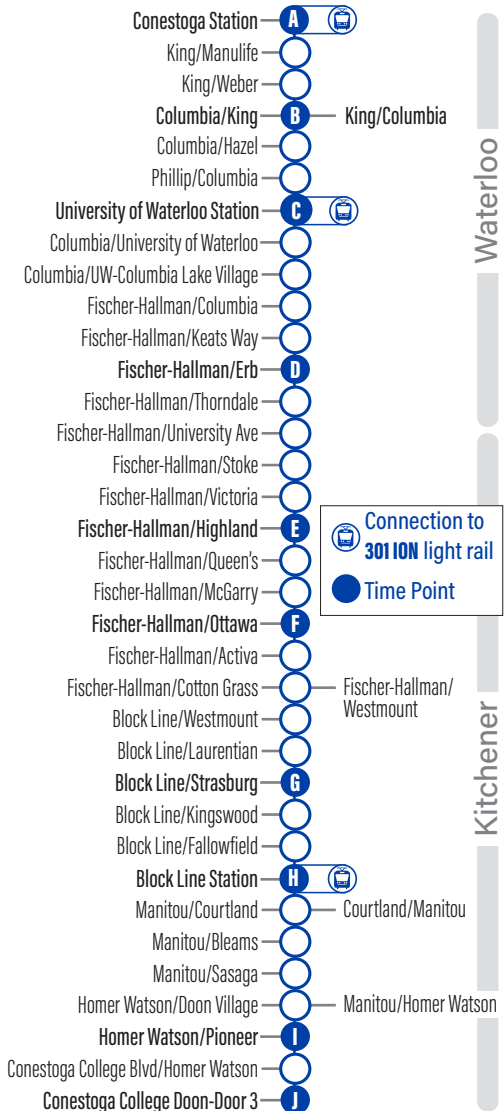 Conestoga Station A
King/Manulife
King/Weber
Columbia/King B King/Columbia
Columbia/Hazel
Phillip/Columbia
University of Waterloo Station C
Columbia/University of Waterloo
Columbia/UW-Columbia Lake Village
Fischer-Hallman/Columbia
Fischer-Hallman/Keats Way
Fischer-Hallman/Erb D
Fischer-Hallman/Thorndale
Fischer-Hallman/University Ave
Fischer-Hallman/Stoke
Fischer-Hallman/Victoria
Fischer-Hallman/Highland E
Fischer-Hallman/Queen's
Fischer-Hallman/McGarry
Fischer-Hallman/Ottawa F
Fischer-Hallman/Activa
Fischer-Hallman/Cotton Grass Fischer-Hallman/
Westmount
Block Line/Westmount
Block Line/Laurentian
Block Line/Strasburg G
Block Line/Kingswood
Block Line/Fallowfield
Block Line Station H
Manitou/Courtland Courtland/Manitou
Manitou/Bleams
Manitou/Sasaga
Homer Watson/Doon Village Manitou/Homer Watson
Homer Watson/Pioneer I
Conestoga College Blvd/Homer Watson
Conestoga College Doon-Door 3 J
Connection to
301 ION light rail
Time Point
Waterloo
Kitchener